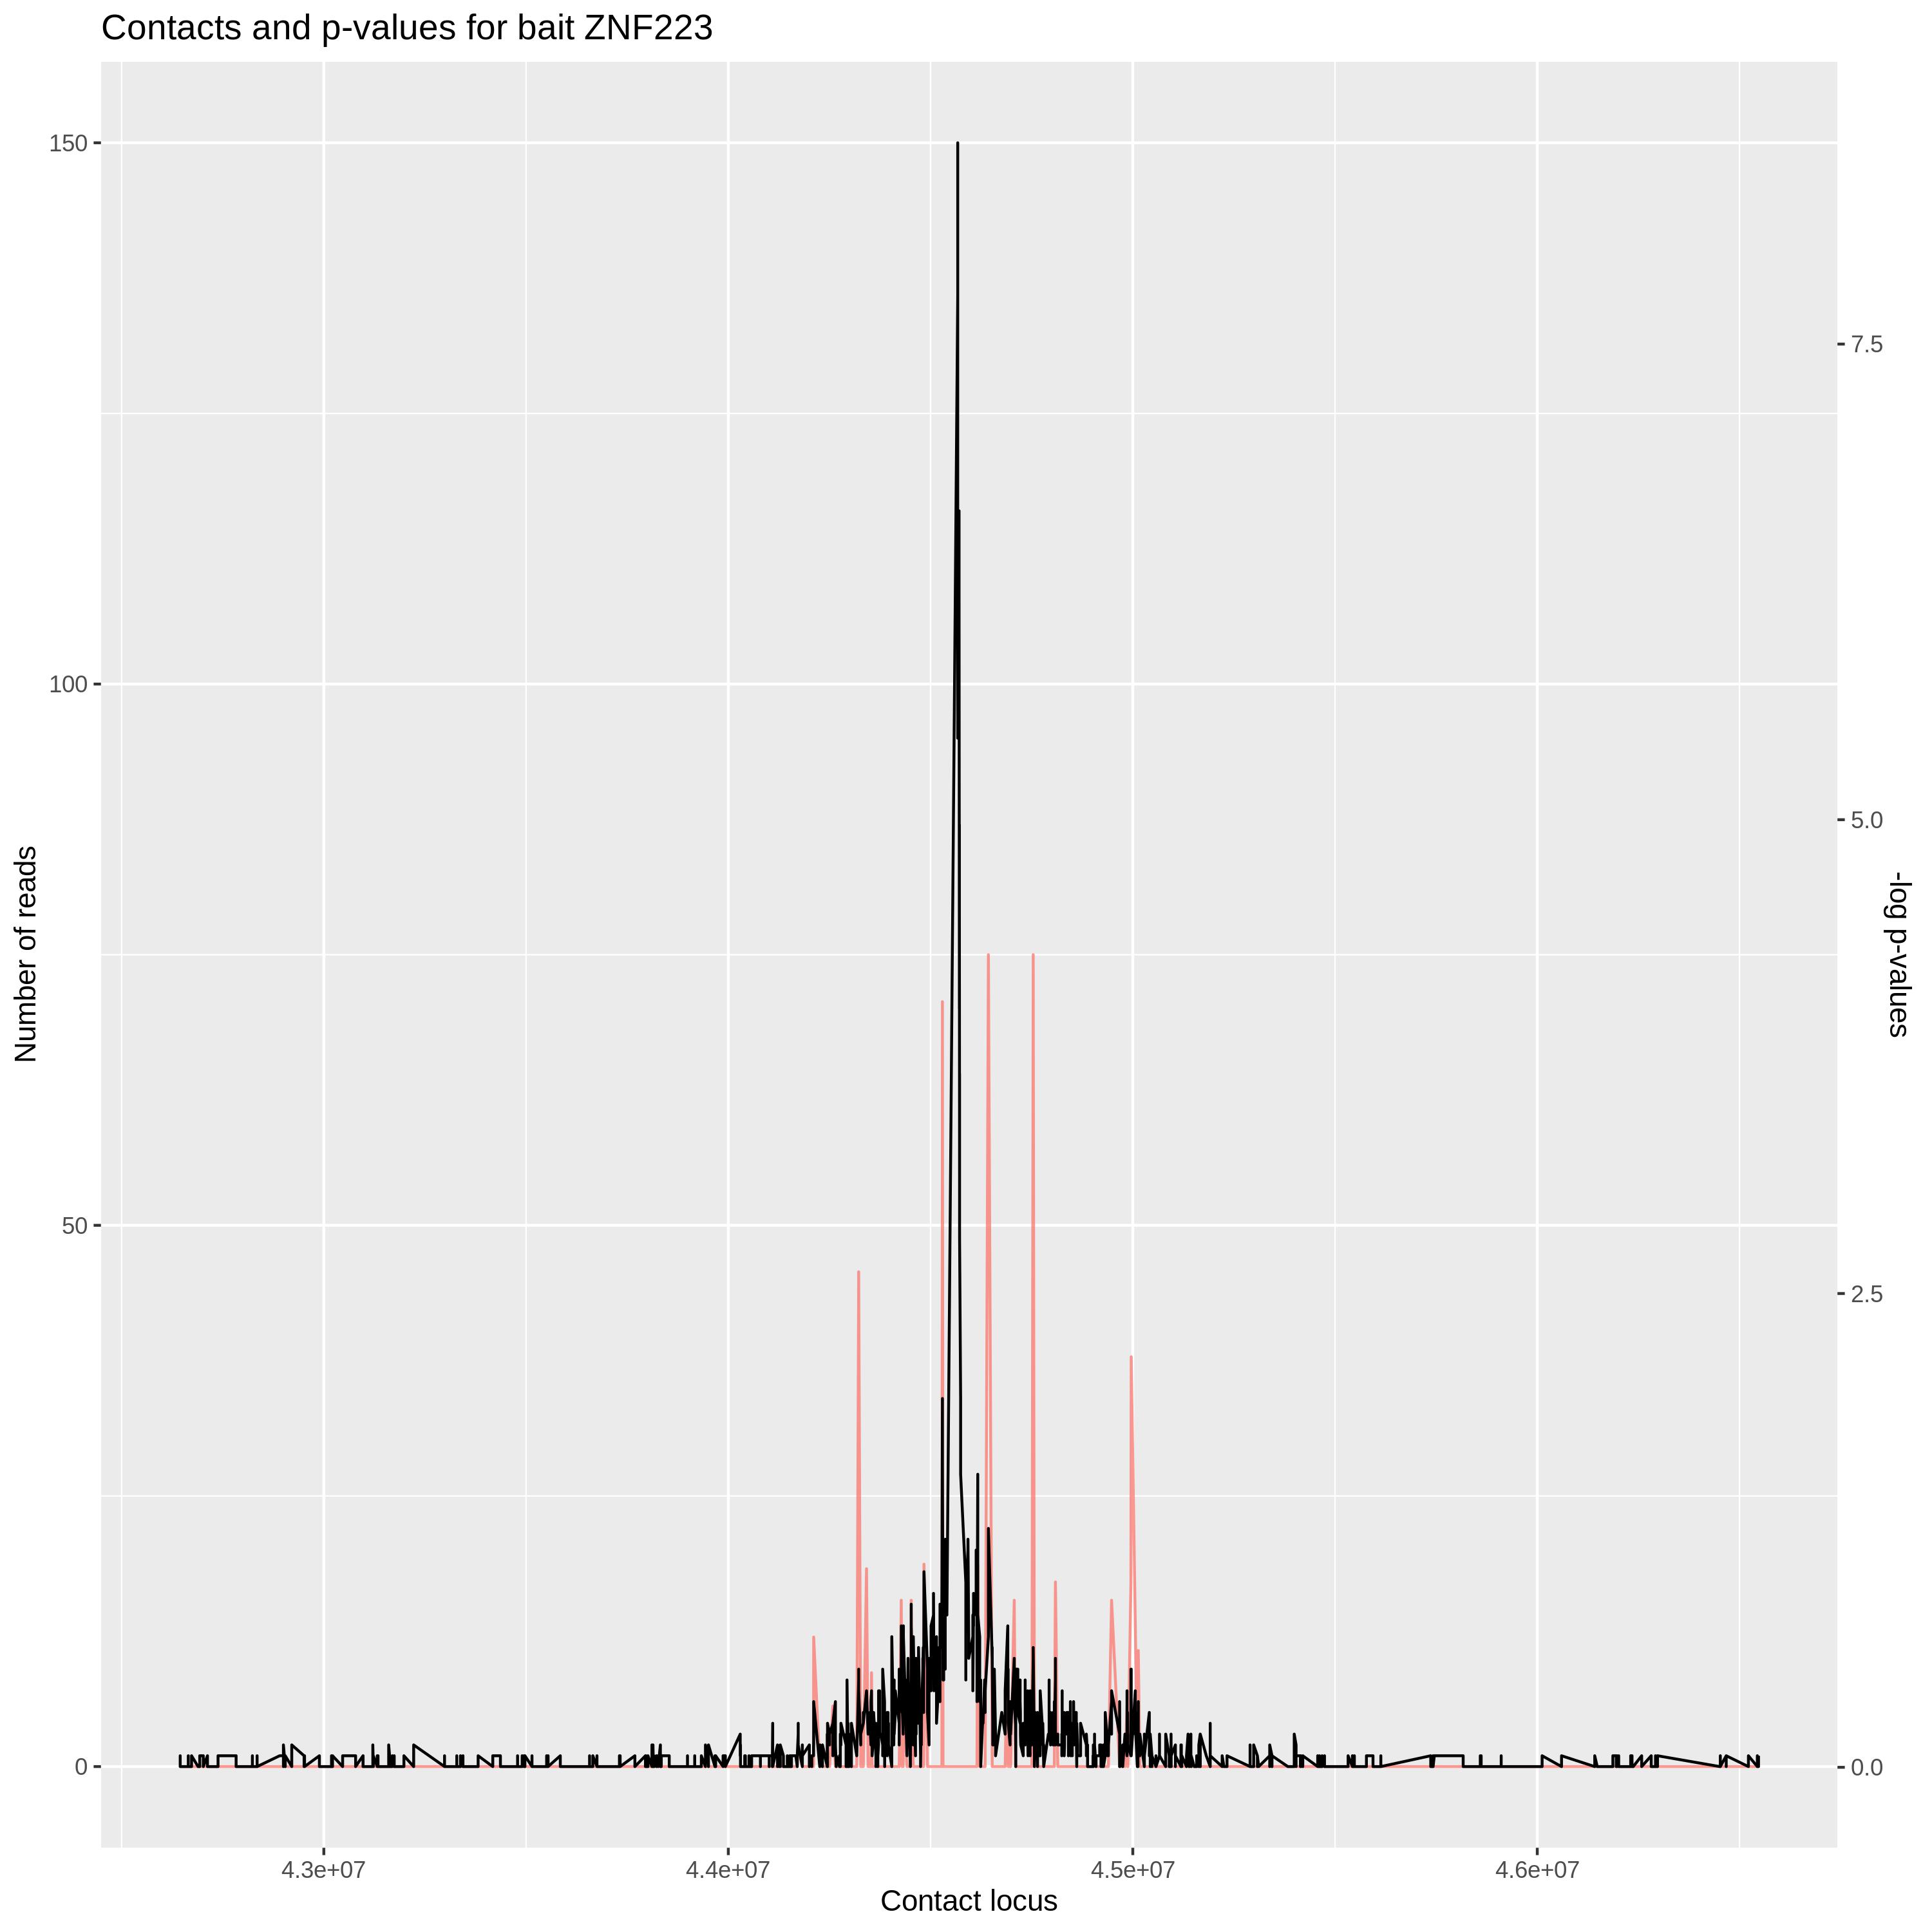 Contacts and p-values for bait ZNF223
150
100
50
0
Number of reads
7.5
5.0
2.5
0.0
-log p-values
4.3e+07
4.4e+07
4.5e+07
4.6e+07
Contact locus